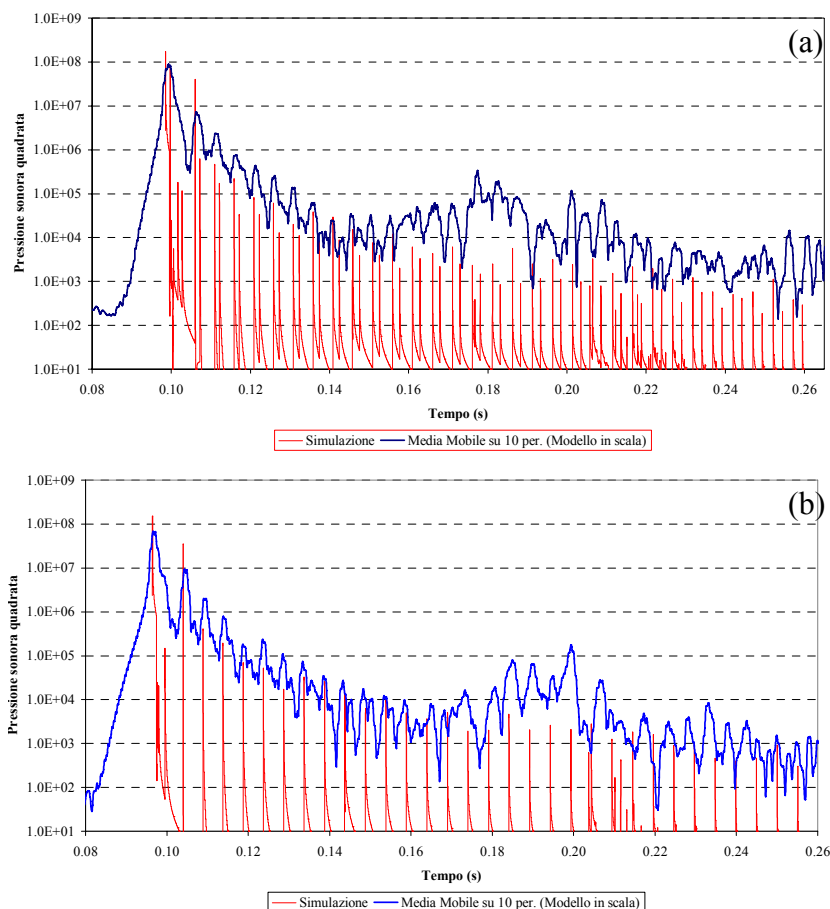 (a)
Pressione sonora quadrata
1.0E+09
1.0E+08
1.0E+07
1.0E+06
1.0E+05
1.0E+04
1.0E+03
1.0E+02
1.0E+01
0.08 0.10 0.12 0.14 0.16 0.18 0.20 0.22 0.24 0.26
Tempo (s)
Simulazione Media Mobile su 10 per. (Modello in scala)
(b)
Pressione sonora quadrata
1.0E+09
1.0E+08
1.0E+07
1.0E+06
1.0E+05
1.0E+04
1.0E+03
1.0E+02
1.0E+01
0.08 0.10 0.12 0.14 0.16 0.18 0.20 0.22 0.24 0.26
Tempo (s)
Simulazione Media Mobile su 10 per. (Modello in scala)